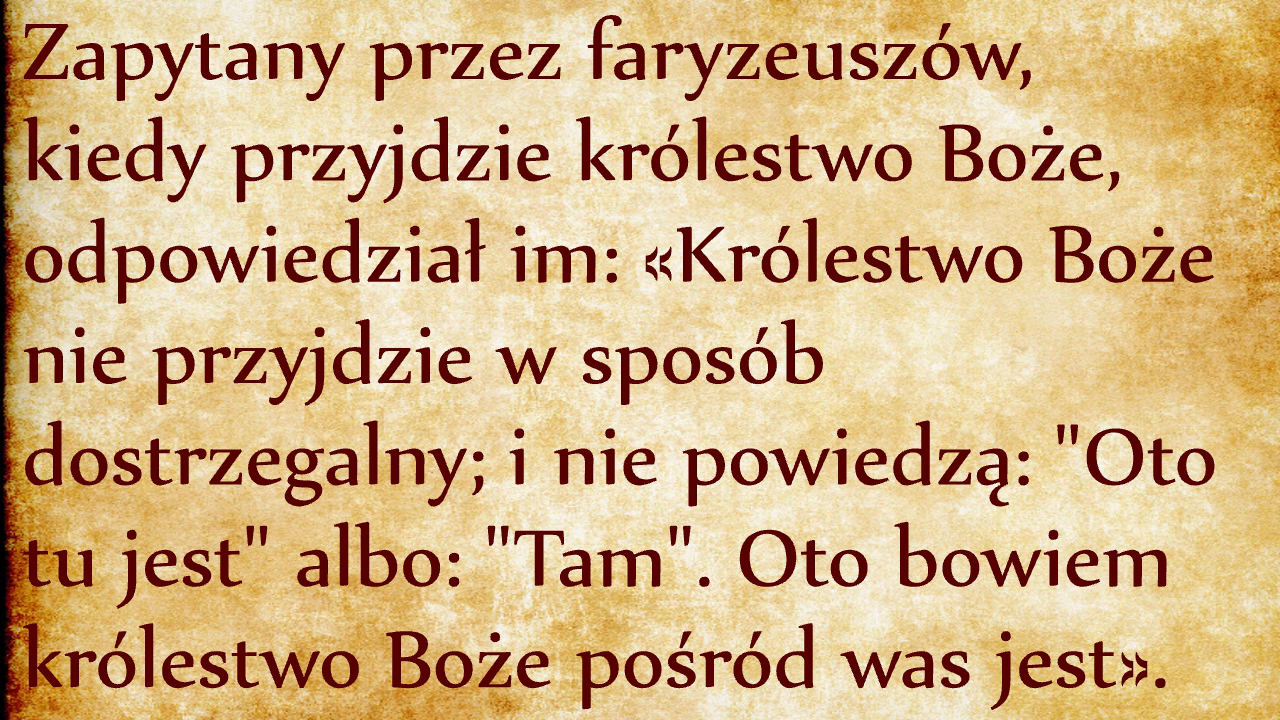 Zapytany przez faryzeuszów,
kiedy przyjdzie królestwo Boże,
odpowiedział im: «Królestwo Boże
nie przyjdzie w sposób
dostrzegalny; i nie powiedzą: "Oto
tu jest" albo: "Tam". Oto bowiem
królestwo Boże pośród was jest».